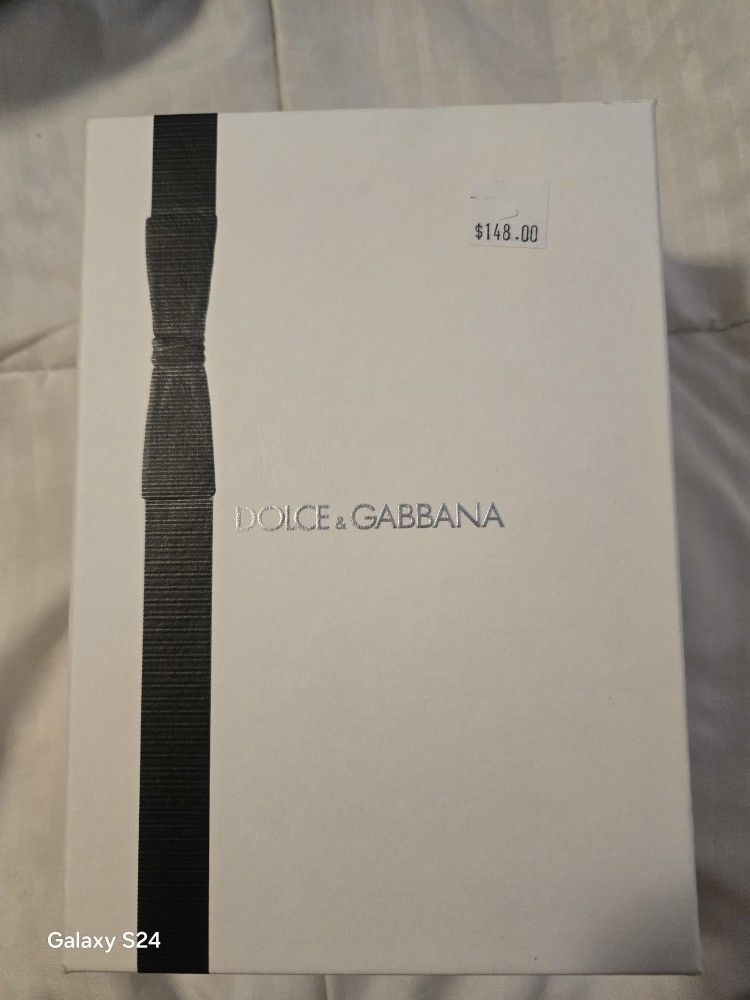 $148.00
DOLCE & GABBANA
Galaxy S24